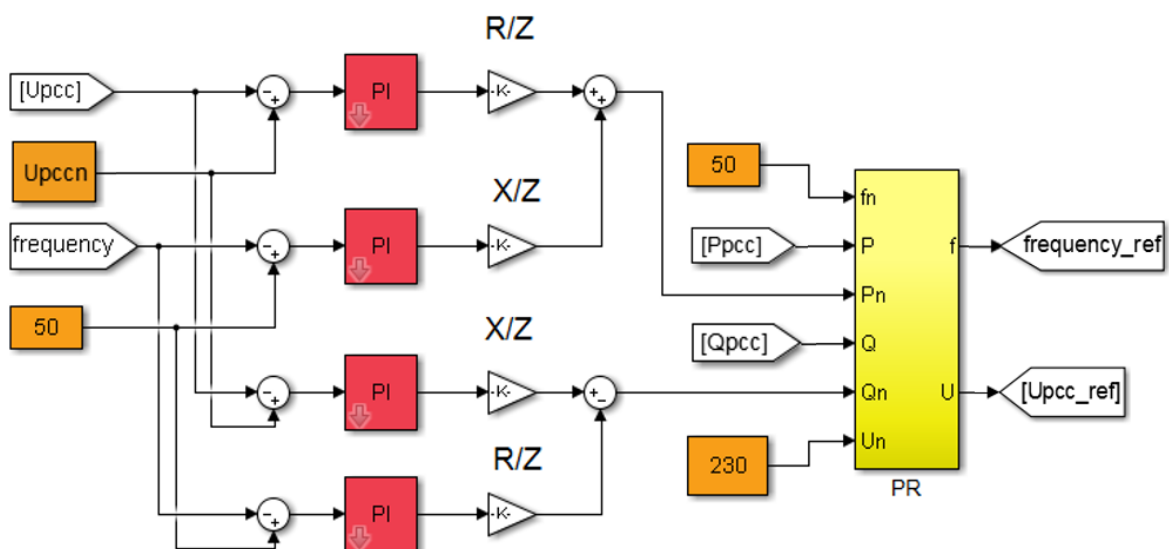 R/Z
[Upcc]
-
+
PI
-K-
+
+
Upccn
50
fn
X/Z
frequency
-
+
PI
-K-
[Ppcc]
P
f
frequency_ref
Pn
50
X/Z
[Qpcc]
Q
-
+
PI
-K-
+
-
Qn
U
[Upcc_ref]
R/Z
230
Un
PR
-
+
PI
-K-